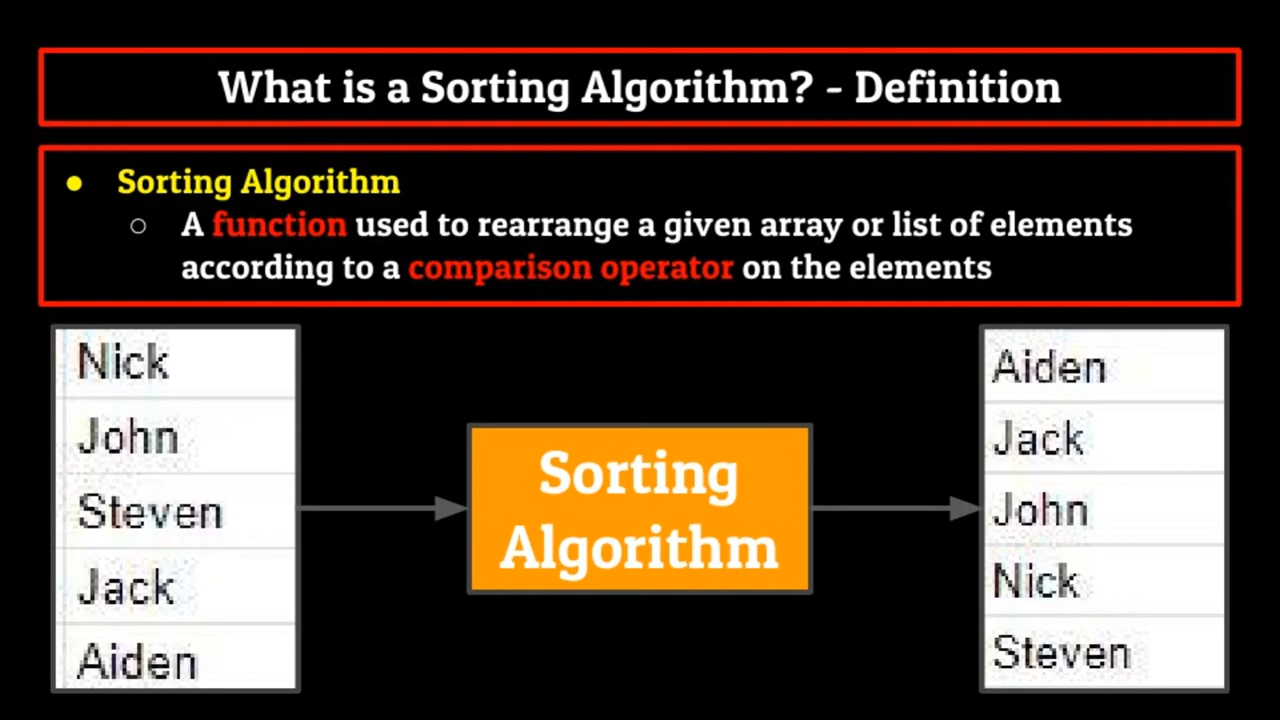 What is a Sorting Algorithm? - Definition
● Sorting Algorithm
○ A function used to rearrange a given array or list of elements
according to a comparison operator on the elements
Nick
John
Steven
Jack
Aiden
Sorting
Algorithm
Aiden
Jack
John
Nick
Steven